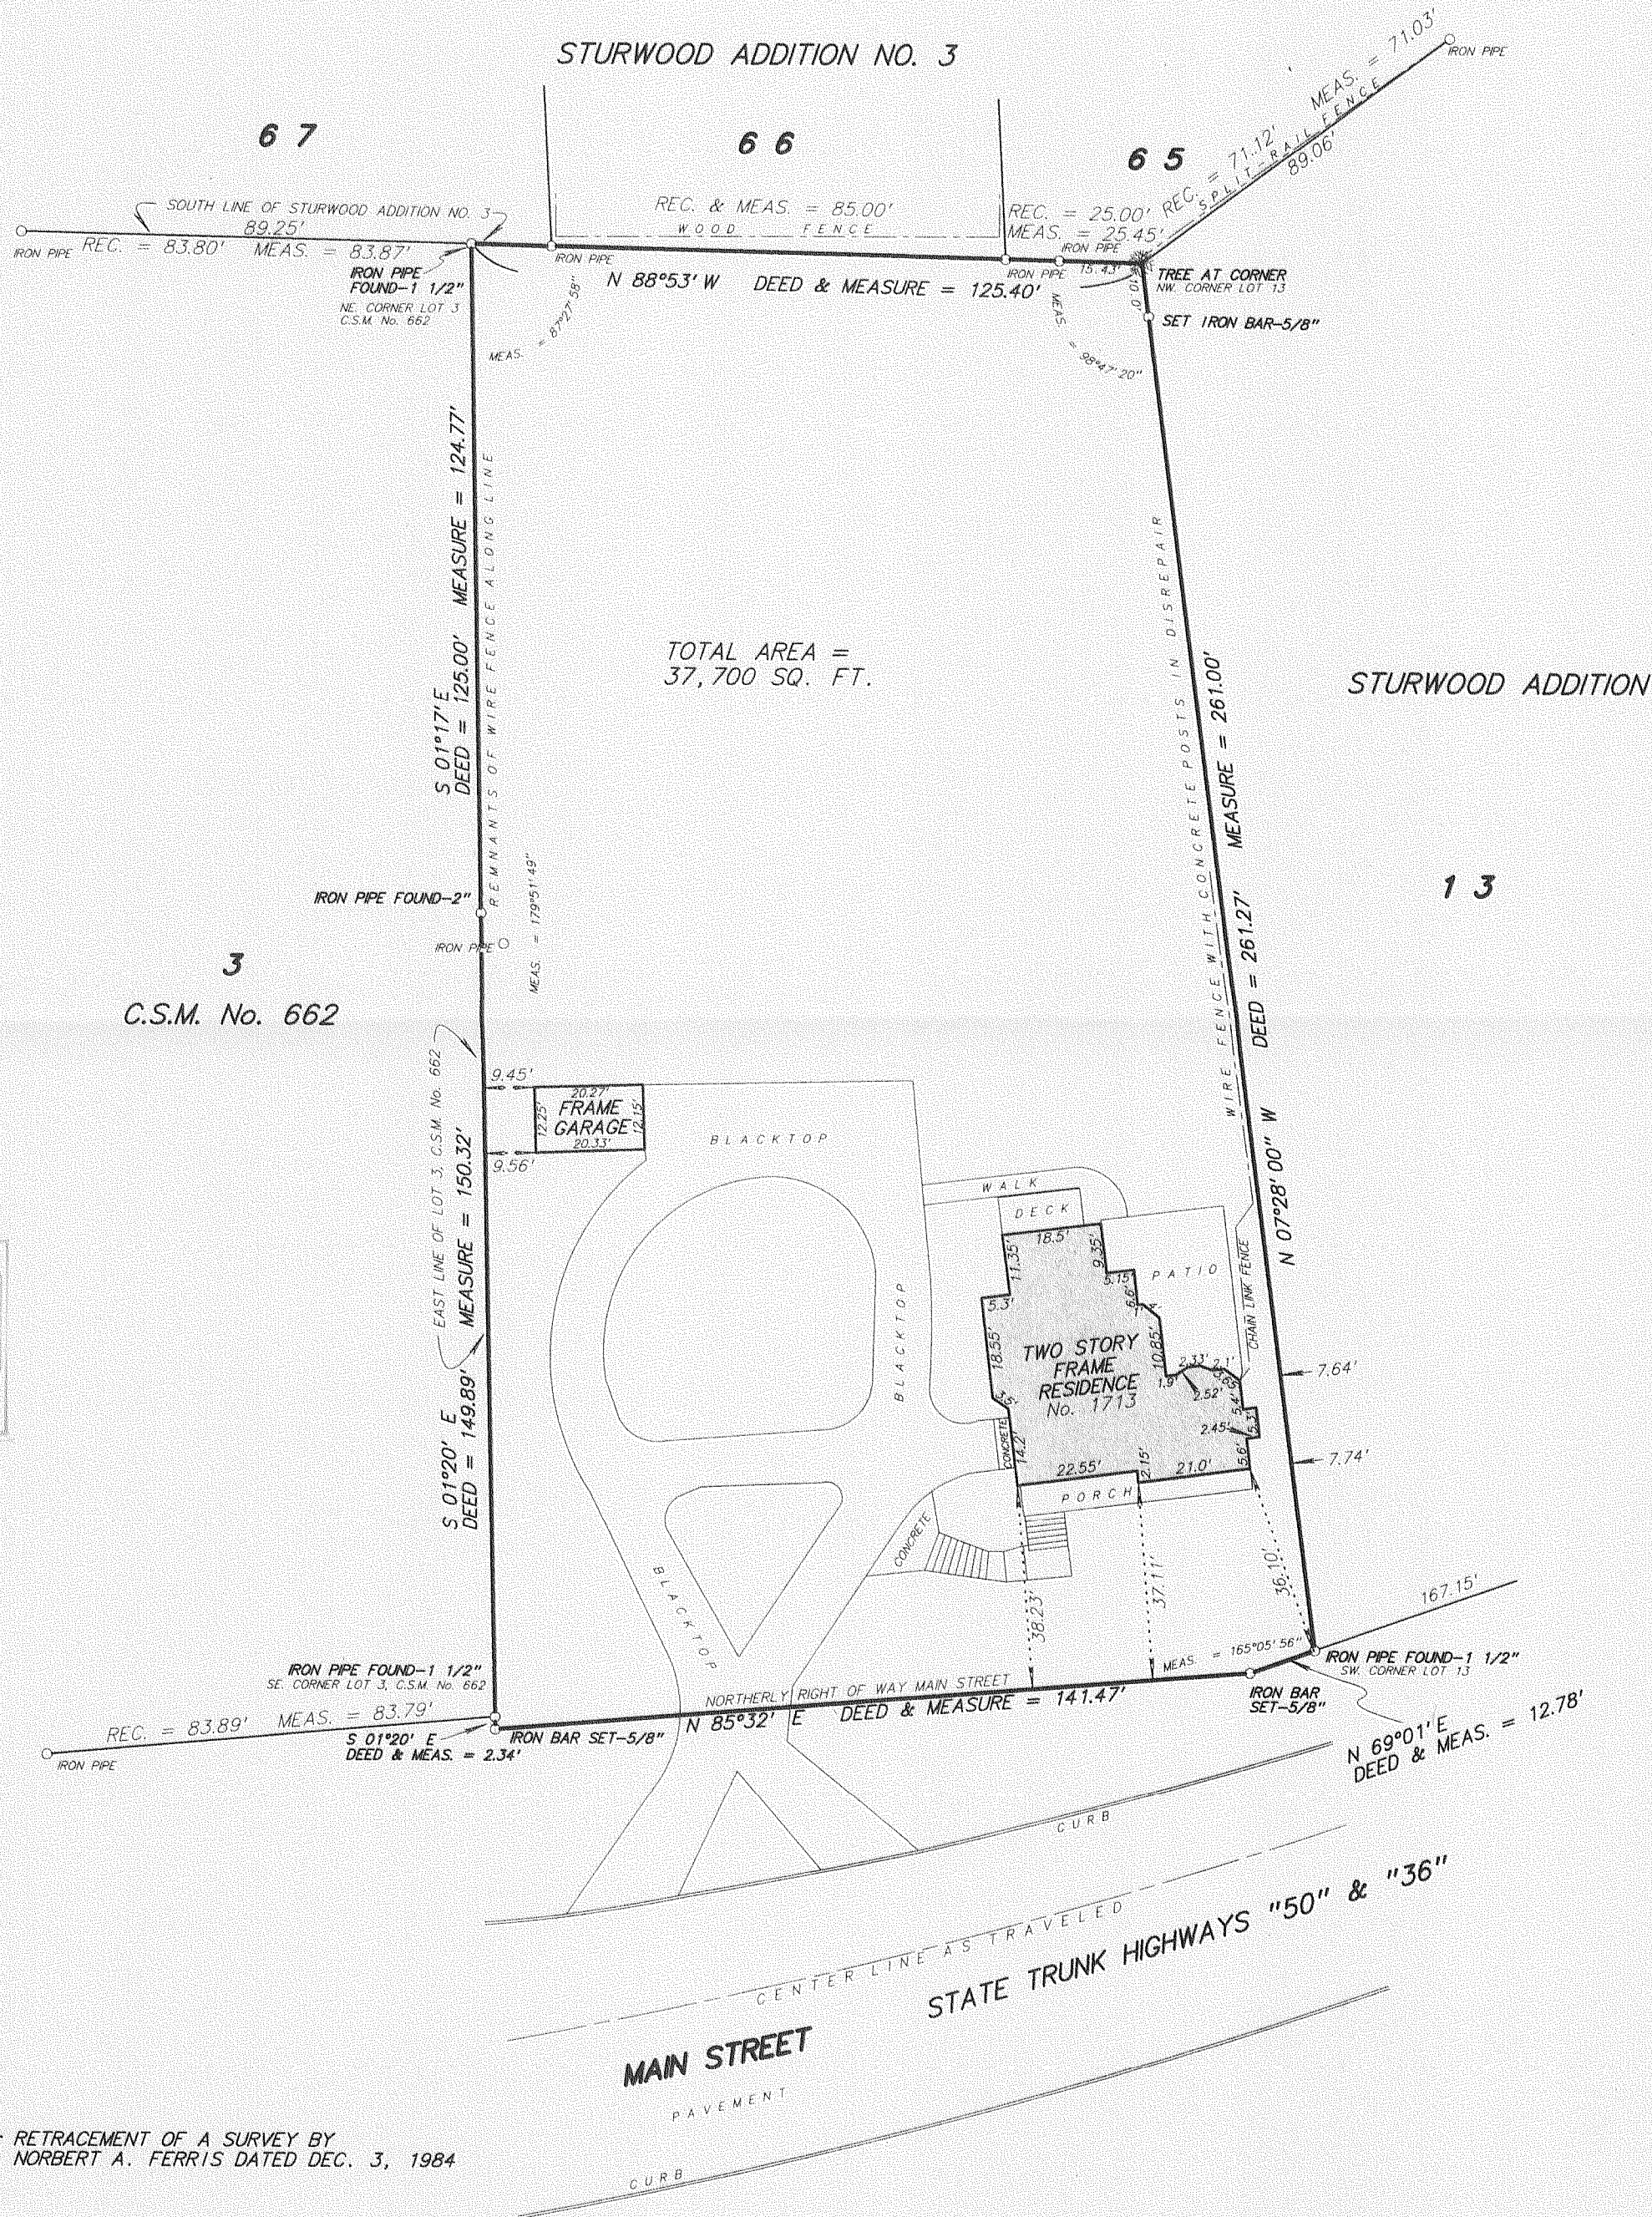 STURWOOD ADDITION NO. 3
MEAS. = 71.03'
IRON PIPE
REC. = 71.12'
SPLIT-RAIL FENCE
89.06'
6 7
6 6
6 5
SOUTH LINE OF STURWOOD ADDITION NO. 3
89.25'
REC. = 83.80' MEAS. = 83.87'
IRON PIPE
REC. & MEAS. = 85.00'
WOOD FENCE
REC. = 25.00'
MEAS. = 25.45'
IRON PIPE
IRON PIPE
IRON PIPE
15.43'
IRON PIPE
FOUND-1 1/2"
NE. CORNER LOT 3
C.S.M. No. 662
N 88°53' W DEED & MEASURE = 125.40'
TREE AT CORNER
NW. CORNER LOT 13
10.0'
SET IRON BAR-5/8"
MEAS. = 87°27'58"
MEAS. = 98°47'20"
S 01°17' E
DEED = 125.00' MEASURE = 124.77'
REMNANTS OF WIRE FENCE ALONG LINE
TOTAL AREA =
37,700 SQ. FT.
WIRE FENCE WITH CONCRETE POSTS IN DISREPAIR
DEED = 261.27' MEASURE = 261.00'
N 07°28'00" W
STURWOOD ADDITION
1 3
IRON PIPE FOUND-2"
IRON PIPE
MEAS. = 179°51'49"
3
C.S.M. No. 662
EAST LINE OF LOT 3, C.S.M. No. 662
S 01°20' E
DEED = 149.89' MEASURE = 150.32'
9.45'
9.56'
20.27'
12.25'
FRAME
GARAGE
12.15'
20.33'
BLACKTOP
BLACKTOP
BLACKTOP
WALK
DECK
18.5'
11.35'
9.35'
5.3'
5.15'
6.6'
PATIO
CHAIN LINK FENCE
18.55'
10.85'
TWO STORY
FRAME
RESIDENCE
No. 1713
2.33'
2.1'
1.9'
2.52'
5.4'
5.3'
2.45'
5.6'
3.5'
14.2'
CONCRETE
22.55'
2.15'
21.0'
PORCH
CONCRETE
7.64'
7.74'
38.23'
37.11'
36.10'
167.15'
MEAS. = 165°05'56"
IRON PIPE FOUND-1 1/2"
SW. CORNER LOT 13
IRON PIPE FOUND-1 1/2"
SE. CORNER LOT 3, C.S.M. No. 662
REC. = 83.89' MEAS. = 83.79'
IRON PIPE
S 01°20' E
DEED & MEAS. = 2.34'
IRON BAR SET-5/8"
NORTHERLY RIGHT OF WAY MAIN STREET
N 85°32' E DEED & MEASURE = 141.47'
IRON BAR
SET-5/8"
N 69°01' E
DEED & MEAS. = 12.78'
CURB
CENTER LINE AS TRAVELED
STATE TRUNK HIGHWAYS "50" & "36"
MAIN STREET
PAVEMENT
CURB
RETRACEMENT OF A SURVEY BY
NORBERT A. FERRIS DATED DEC. 3, 1984